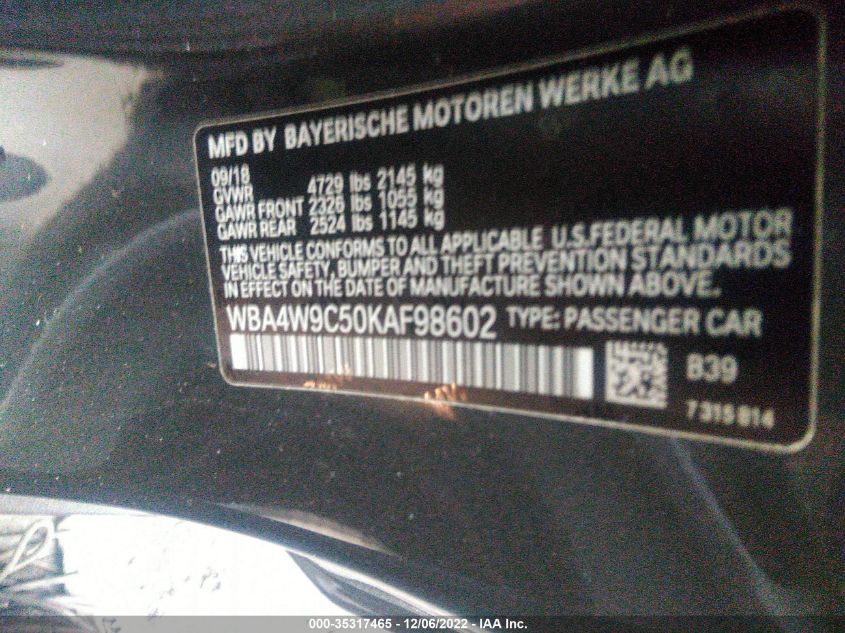 MFD BY BAYERISCHE MOTOREN WERKE AG
09/18
GVWR 4729 lbs 2145 kg
GAWR FRONT 2326 lbs 1055 kg
GAWR REAR 2524 lbs 1145 kg
THIS VEHICLE CONFORMS TO ALL APPLICABLE U.S.FEDERAL MOTOR
VEHICLE SAFETY, BUMPER AND THEFT PREVENTION STANDARDS
IN EFFECT ON THE DATE OF MANUFACTURE SHOWN ABOVE.
WBA4W9C50KAF98602 TYPE: PASSENGER CAR
B39
7 315 814
000-35317465 - 12/06/2022 - IAA Inc.